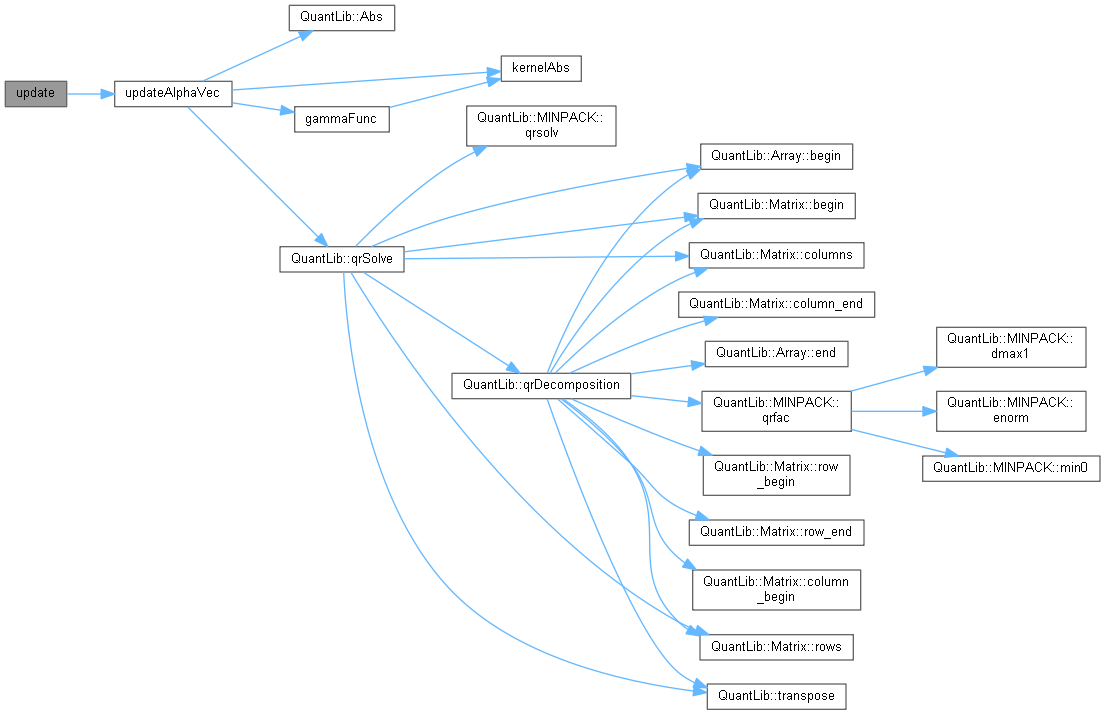 QuantLib::Abs
update
updateAlphaVec
kernelAbs
gammaFunc
QuantLib::MINPACK::
qrsolv
QuantLib::Array::begin
QuantLib::Matrix::begin
QuantLib::qrSolve
QuantLib::Matrix::columns
QuantLib::Matrix::column_end
QuantLib::Array::end
QuantLib::MINPACK::
dmax1
QuantLib::qrDecomposition
QuantLib::MINPACK::
qrfac
QuantLib::MINPACK::
enorm
QuantLib::Matrix::row
_begin
QuantLib::MINPACK::min0
QuantLib::Matrix::row_end
QuantLib::Matrix::column
_begin
QuantLib::Matrix::rows
QuantLib::transpose